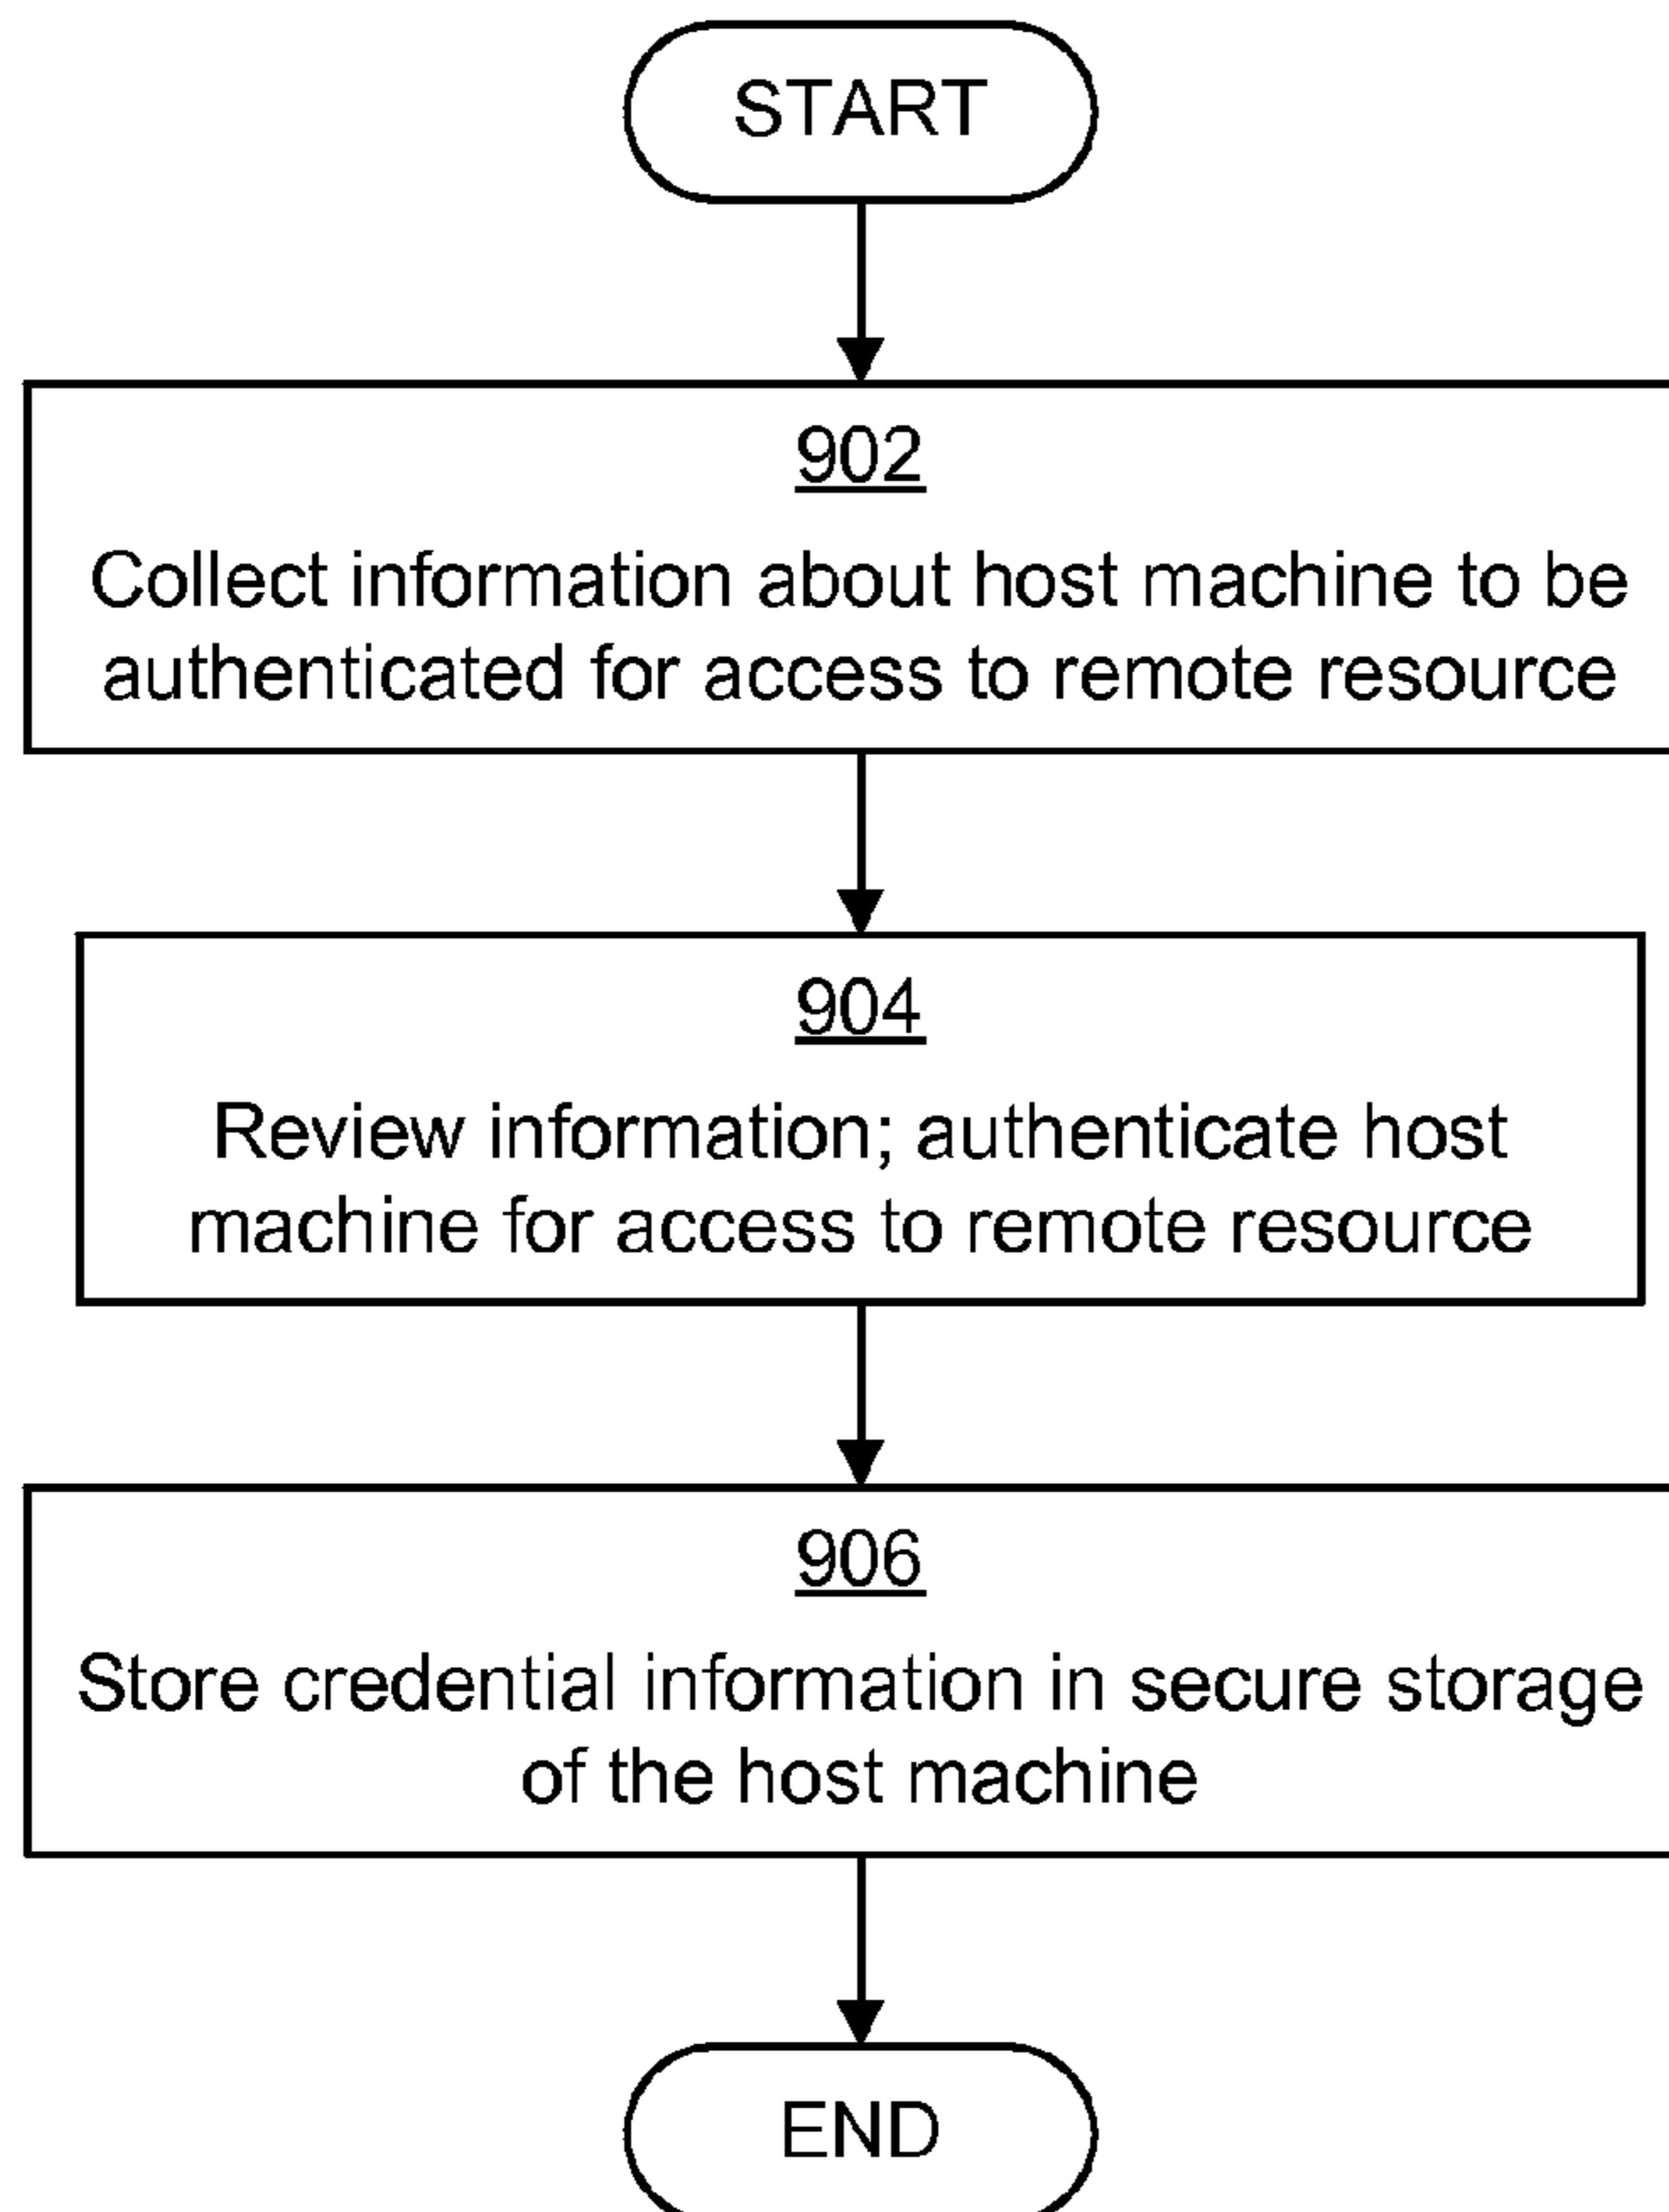 START
902
Collect information about host machine to be
authenticated for access to remote resource
904
Review information; authenticate host
machine for access to remote resource
906
Store credential information in secure storage
of the host machine
END